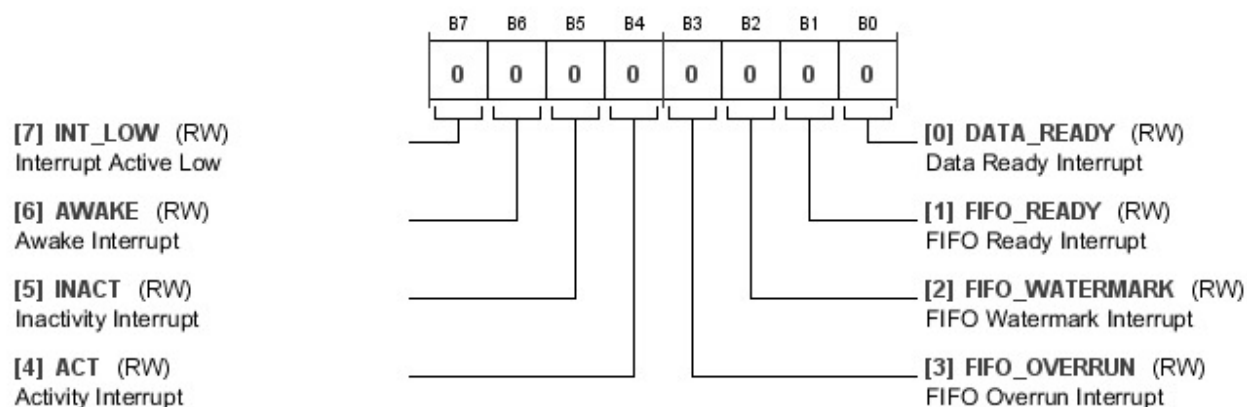 B7 B6 B5 B4 B3 B2 B1 B0
0 0 0 0 0 0 0 0
[7] INT_LOW (RW)
Interrupt Active Low
[6] AWAKE (RW)
Awake Interrupt
[5] INACT (RW)
Inactivity Interrupt
[4] ACT (RW)
Activity Interrupt
[0] DATA_READY (RW)
Data Ready Interrupt
[1] FIFO_READY (RW)
FIFO Ready Interrupt
[2] FIFO_WATERMARK (RW)
FIFO Watermark Interrupt
[3] FIFO_OVERRUN (RW)
FIFO Overrun Interrupt